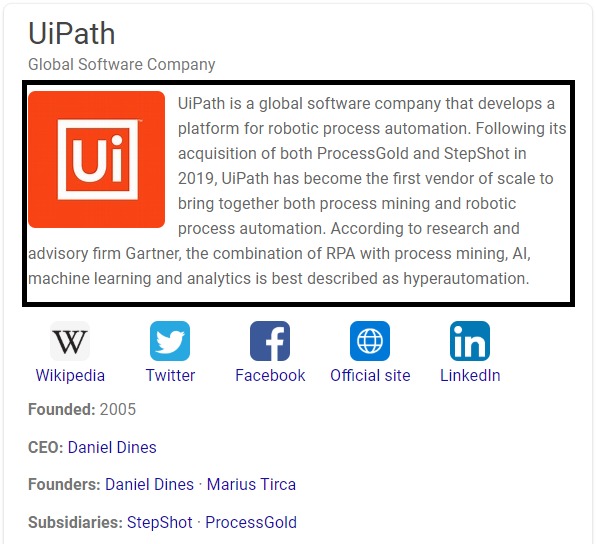 UiPath
Global Software Company
Ui
UiPath is a global software company that develops a
platform for robotic process automation. Following its
acquisition of both ProcessGold and StepShot in
2019, UiPath has become the first vendor of scale to
bring together both process mining and robotic
process automation. According to research and
advisory firm Gartner, the combination of RPA with process mining, AI,
machine learning and analytics is best described as hyperautomation.
W f in
Wikipedia Twitter Facebook Official site LinkedIn
Founded: 2005
CEO: Daniel Dines
Founders: Daniel Dines · Marius Tirca
Subsidiaries: StepShot · ProcessGold